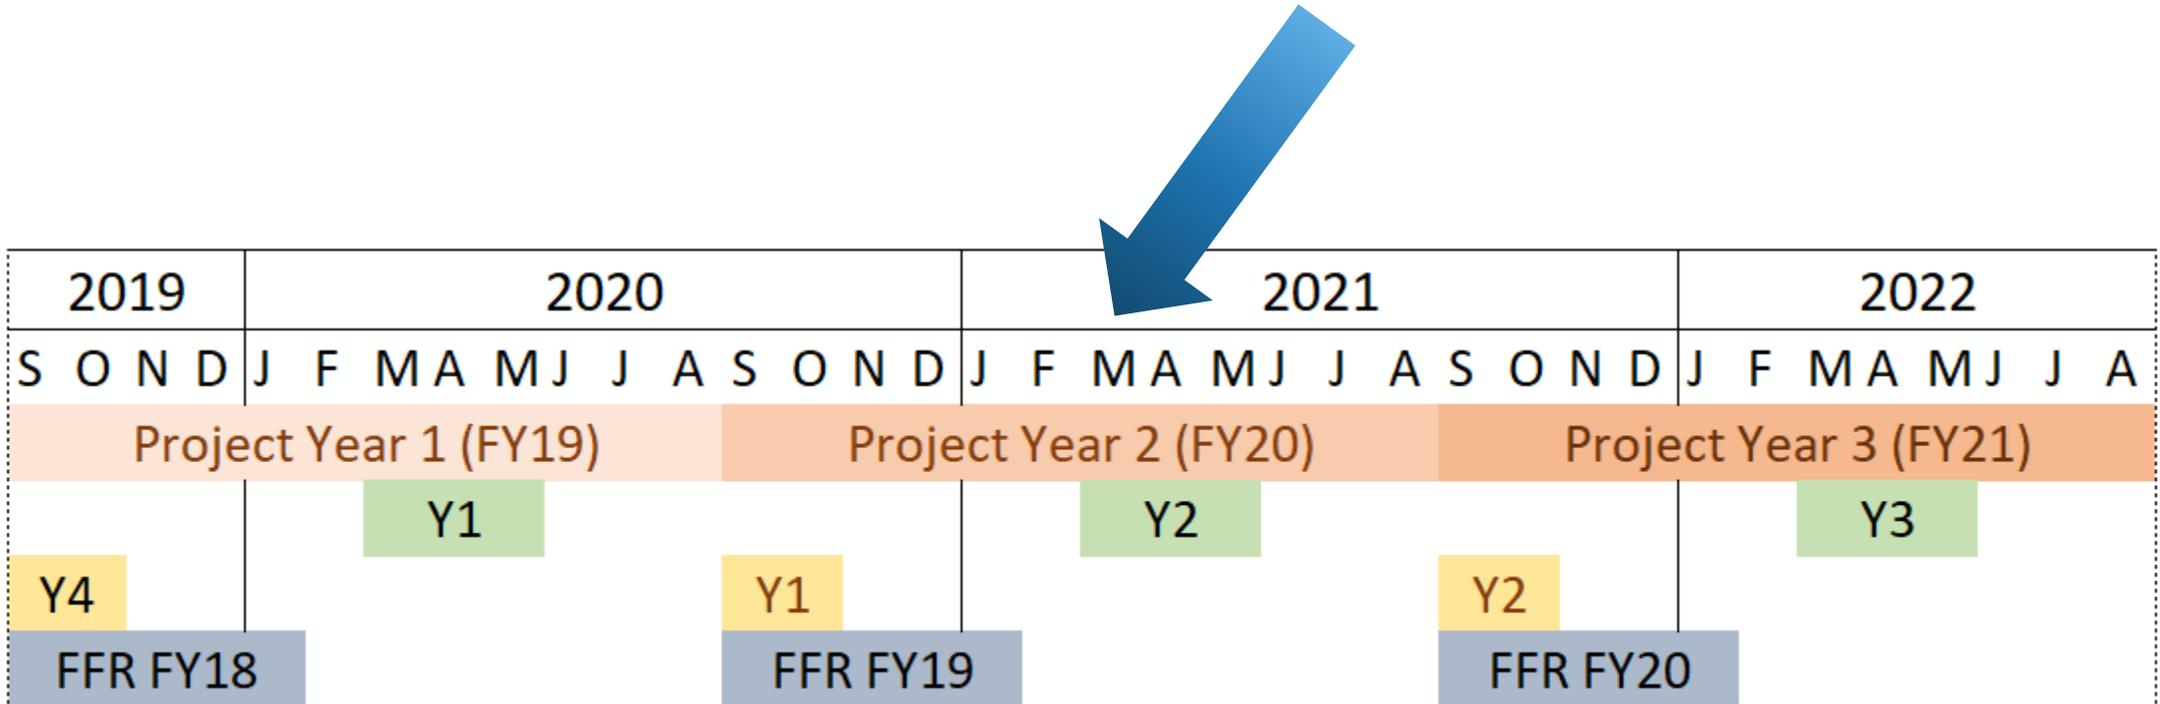 2019 2020 2021 2022
S O N D J F M A M J J A S O N D J F M A M J J A S O N D J F M A M J J A
Project Year 1 (FY19) Project Year 2 (FY20) Project Year 3 (FY21)
Y1 Y2 Y3
Y4 Y1 Y2
FFR FY18 FFR FY19 FFR FY20